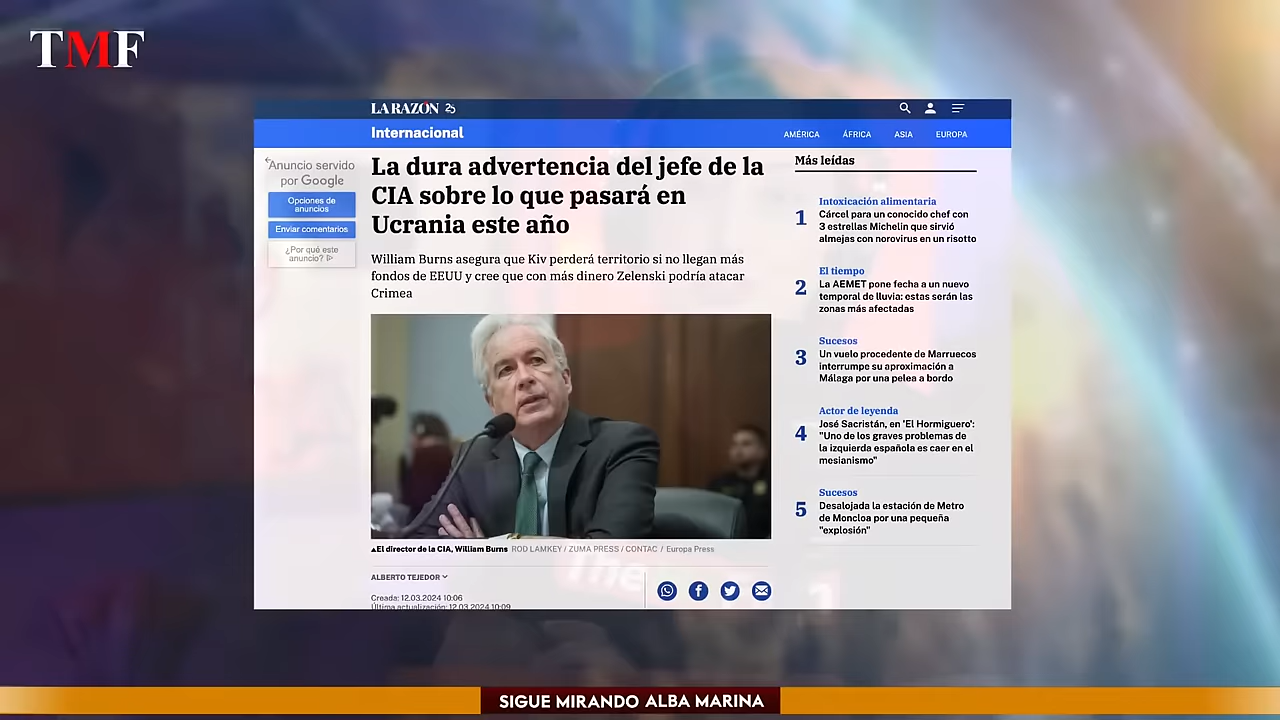 TMF
LA RAZÓN 25
Internacional
AMÉRICA
ÁFRICA
ASIA
EUROPA
Anuncio servido
por Google
Opciones de
anuncios
Enviar comentarios
¿Por qué este
anuncio?
La dura advertencia del jefe de la
CIA sobre lo que pasará en
Ucrania este año
William Burns asegura que Kiv perderá territorio si no llegan más
fondos de EEUU y cree que con más dinero Zelenski podría atacar
Crimea
El director de la CIA, William Burns ROD LAMKEY / ZUMA PRESS / CONTAC / Europa Press
ALBERTO TEJEDOR
Creada: 12.03.2024 10:06
Última actualización: 12.03.2024 10:09
Más leídas
1
Intoxicación alimentaria
Cárcel para un conocido chef con
3 estrellas Michelin que sirvió
almejas con norovirus en un risotto
2
El tiempo
La AEMET pone fecha a un nuevo
temporal de lluvia: estas serán las
zonas más afectadas
3
Sucesos
Un vuelo procedente de Marruecos
interrumpe su aproximación a
Málaga por una pelea a bordo
4
Actor de leyenda
José Sacristán, en 'El Hormiguero':
"Uno de los graves problemas de
la izquierda española es caer en el
mesianismo"
5
Sucesos
Desalojada la estación de Metro
de Moncloa por una pequeña
"explosión"
The
SIGUE MIRANDO ALBA MARINA